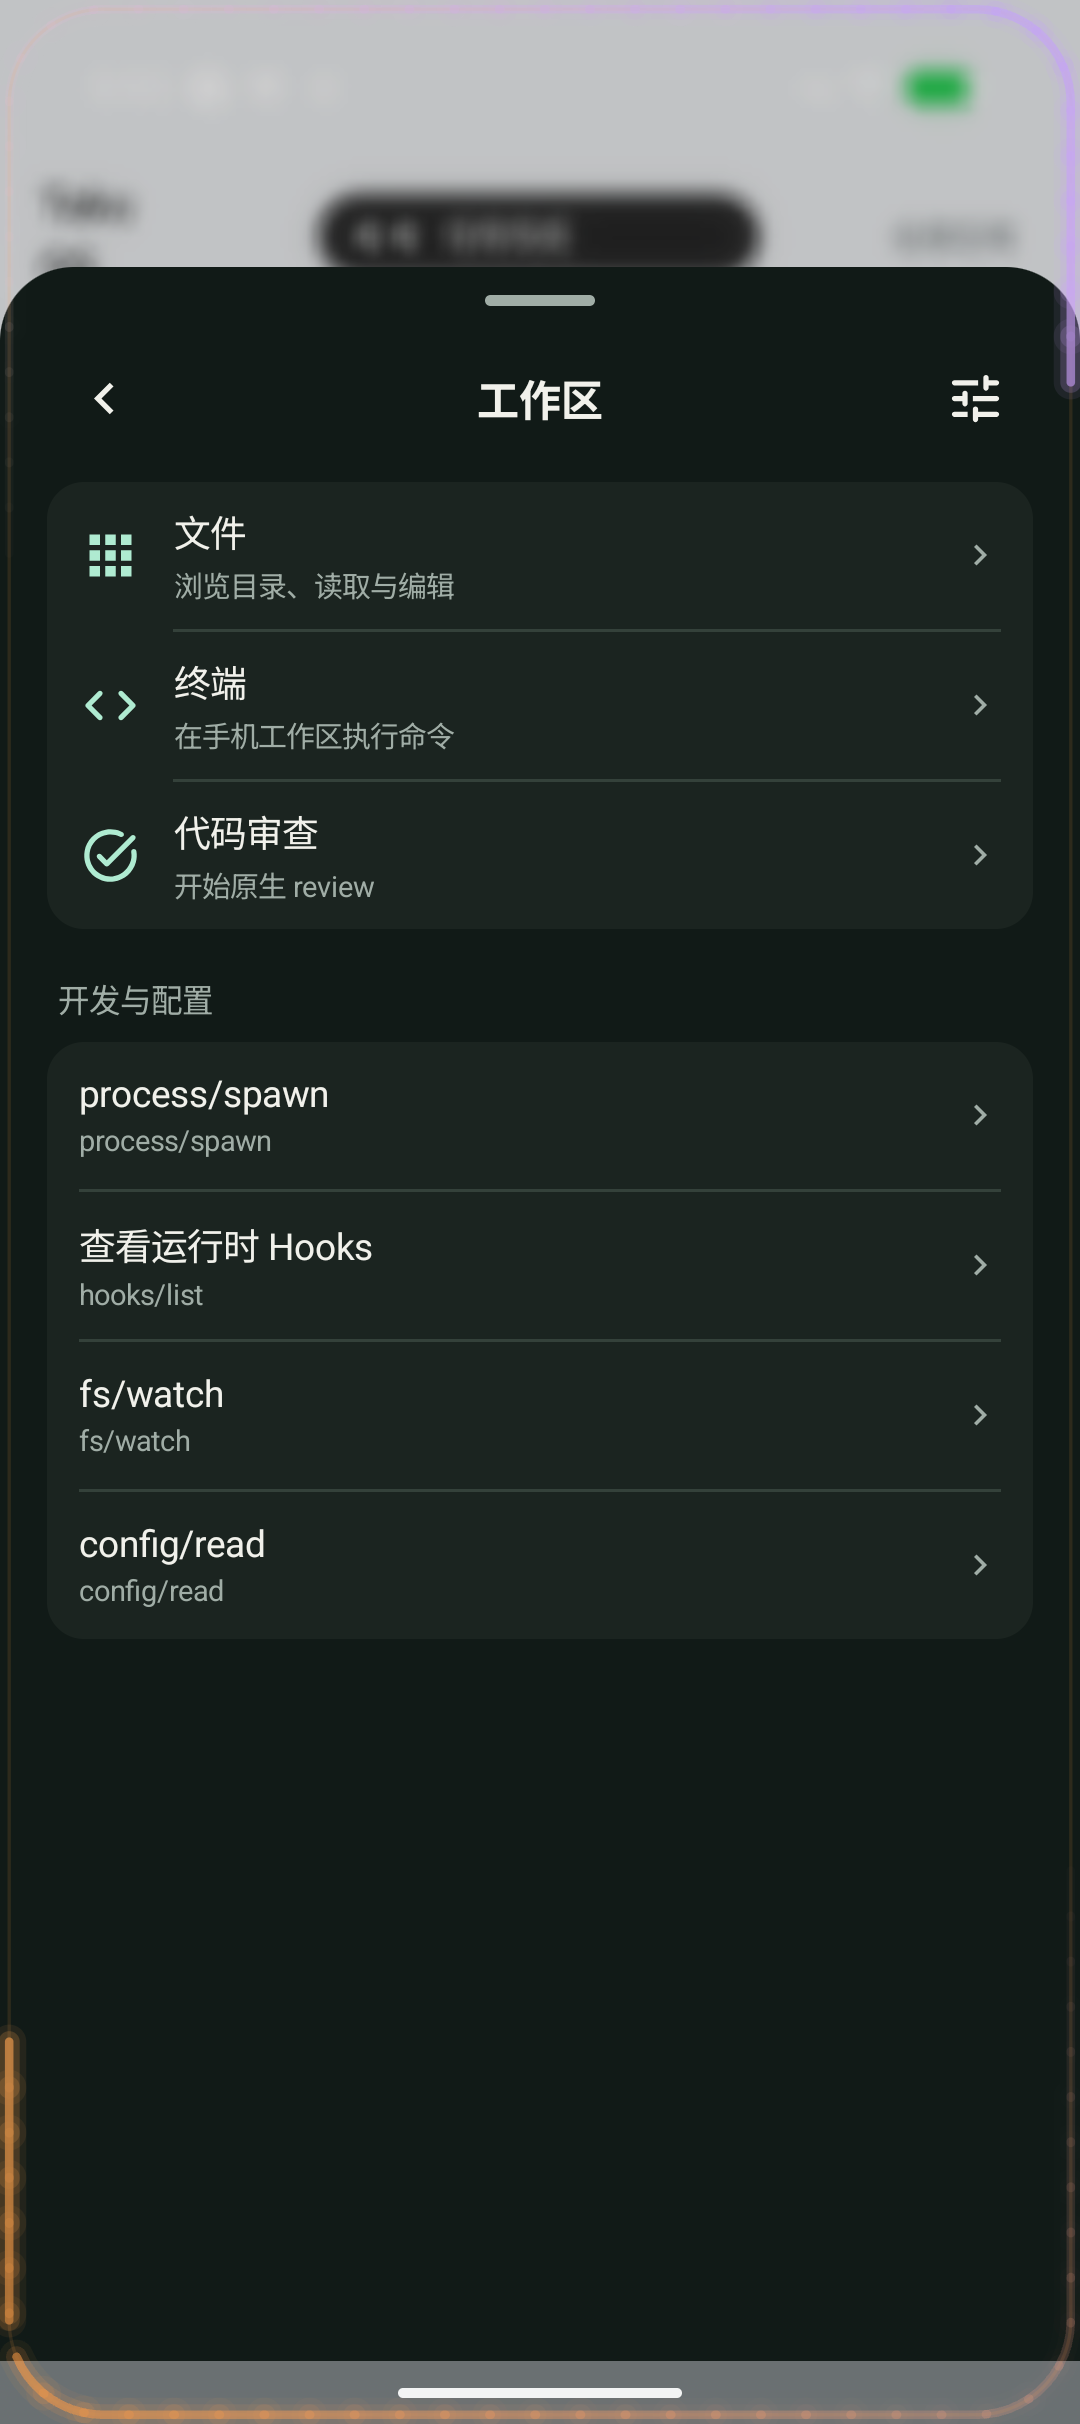 工作区
文件
浏览目录、读取与编辑
终端
在手机工作区执行命令
代码审查
开始原生 review
开发与配置
process/spawn
process/spawn
查看运行时 Hooks
hooks/list
fs/watch
fs/watch
config/read
config/read